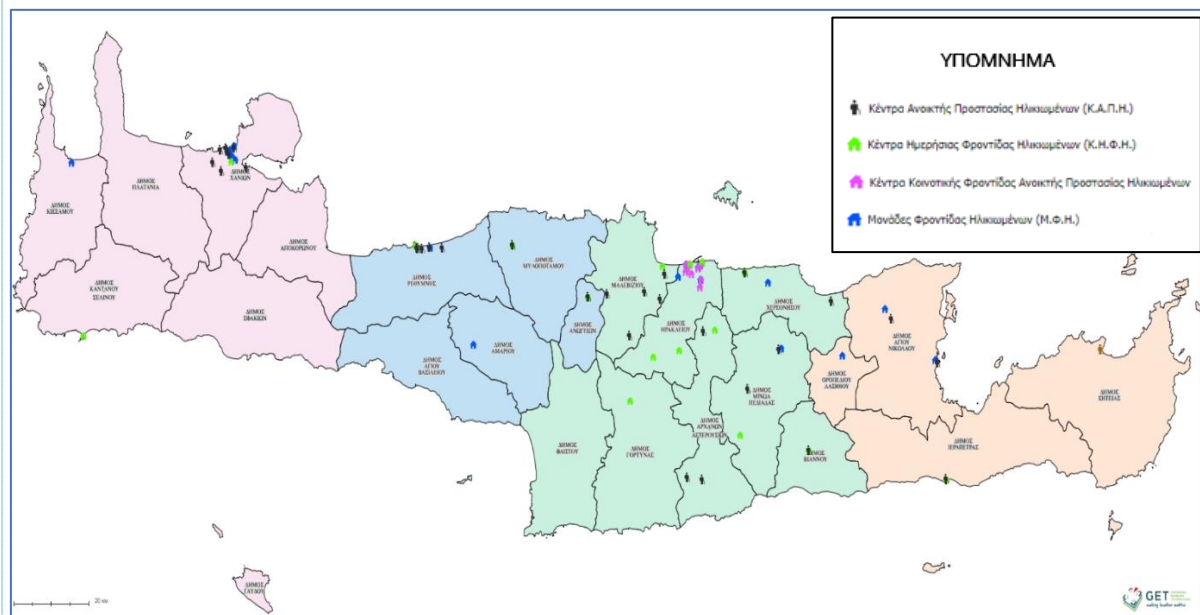 ΥΠΟΜΝΗΜΑ
Κέντρα Ανοικτής Προστασίας Ηλικιωμένων (Κ.Α.Π.Η.)
Κέντρα Ημερήσιας Φροντίδας Ηλικιωμένων (Κ.Η.Φ.Η.)
Κέντρα Κοινοτικής Φροντίδας Ανοικτής Προστασίας Ηλικιωμένων
Μονάδες Φροντίδας Ηλικιωμένων (Μ.Φ.Η.)
ΔΗΜΟΣ
ΧΑΝΙΩΝ
ΔΗΜΟΣ
ΠΛΑΤΑΝΙΑ
ΔΗΜΟΣ
ΚΙΣΣΑΜΟΥ
ΔΗΜΟΣ
ΑΠΟΚΟΡΩΝΟΥ
ΔΗΜΟΣ
ΚΑΝΤΑΝΟΥ
ΣΕΛΙΝΟΥ
ΔΗΜΟΣ
ΣΦΑΚΙΩΝ
ΔΗΜΟΣ
ΡΕΘΥΜΝΗΣ
ΔΗΜΟΣ
ΜΥΛΟΠΟΤΑΜΟΥ
ΔΗΜΟΣ
ΑΝΩΓΕΙΩΝ
ΔΗΜΟΣ
ΑΜΑΡΙΟΥ
ΔΗΜΟΣ
ΑΓΙΟΥ
ΒΑΣΙΛΕΙΟΥ
ΔΗΜΟΣ
ΜΑΛΕΒΙΖΙΟΥ
ΔΗΜΟΣ
ΗΡΑΚΛΕΙΟΥ
ΔΗΜΟΣ
ΧΕΡΣΟΝΗΣΟΥ
ΔΗΜΟΣ
ΜΙΝΩΑ
ΠΕΔΙΑΔΑΣ
ΔΗΜΟΣ
ΑΡΧΑΝΩΝ
ΑΣΤΕΡΟΥΣΙΩΝ
ΔΗΜΟΣ
ΦΑΙΣΤΟΥ
ΔΗΜΟΣ
ΓΟΡΤΥΝΑΣ
ΔΗΜΟΣ
ΒΙΑΝΝΟΥ
ΔΗΜΟΣ
ΑΓΙΟΥ
ΝΙΚΟΛΑΟΥ
ΔΗΜΟΣ
ΟΡΟΠΕΔΙΟΥ
ΛΑΣΙΘΙΟΥ
ΔΗΜΟΣ
ΣΗΤΕΙΑΣ
ΔΗΜΟΣ
ΙΕΡΑΠΕΤΡΑΣ
ΔΗΜΟΣ
ΓΑΥΔΟΥ
20 km
GET